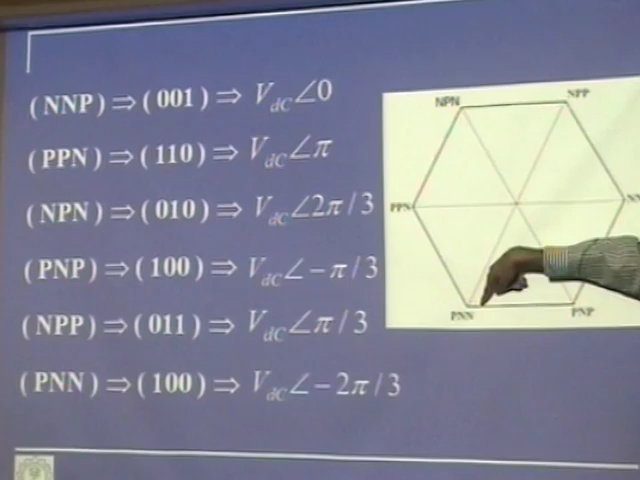 (NNP) ⇒ (001) ⇒ V_dC∠0
(PPN) ⇒ (110) ⇒ V_dC∠π
(NPN) ⇒ (010) ⇒ V_dC∠2π/3
(PNP) ⇒ (100) ⇒ V_dC∠-π/3
(NPP) ⇒ (011) ⇒ V_dC∠π/3
(PNN) ⇒ (100) ⇒ V_dC∠-2π/3
NPN NPP
PPN
PNN PNP